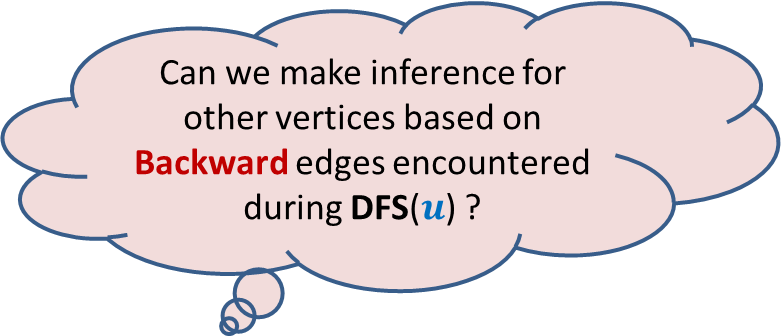 Can we make inference for
other vertices based on
Backward edges encountered
during DFS(u) ?